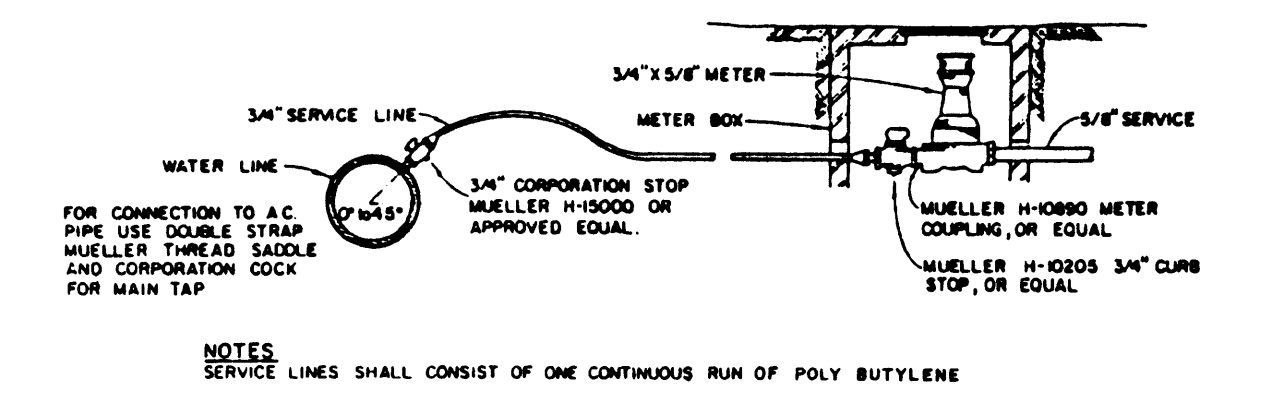 3/4" X 5/8" METER
3/4" SERVICE LINE
METER BOX
5/8" SERVICE
WATER LINE
3/4" CORPORATION STOP
MUELLER H-15000 OR
APPROVED EQUAL.
0° to 45°
FOR CONNECTION TO A.C.
PIPE USE DOUBLE STRAP
MUELLER THREAD SADDLE
AND CORPORATION COCK
FOR MAIN TAP
MUELLER H-10890 METER
COUPLING, OR EQUAL
MUELLER H-10205 3/4" CURB
STOP, OR EQUAL
NOTES
SERVICE LINES SHALL CONSIST OF ONE CONTINUOUS RUN OF POLY BUTYLENE